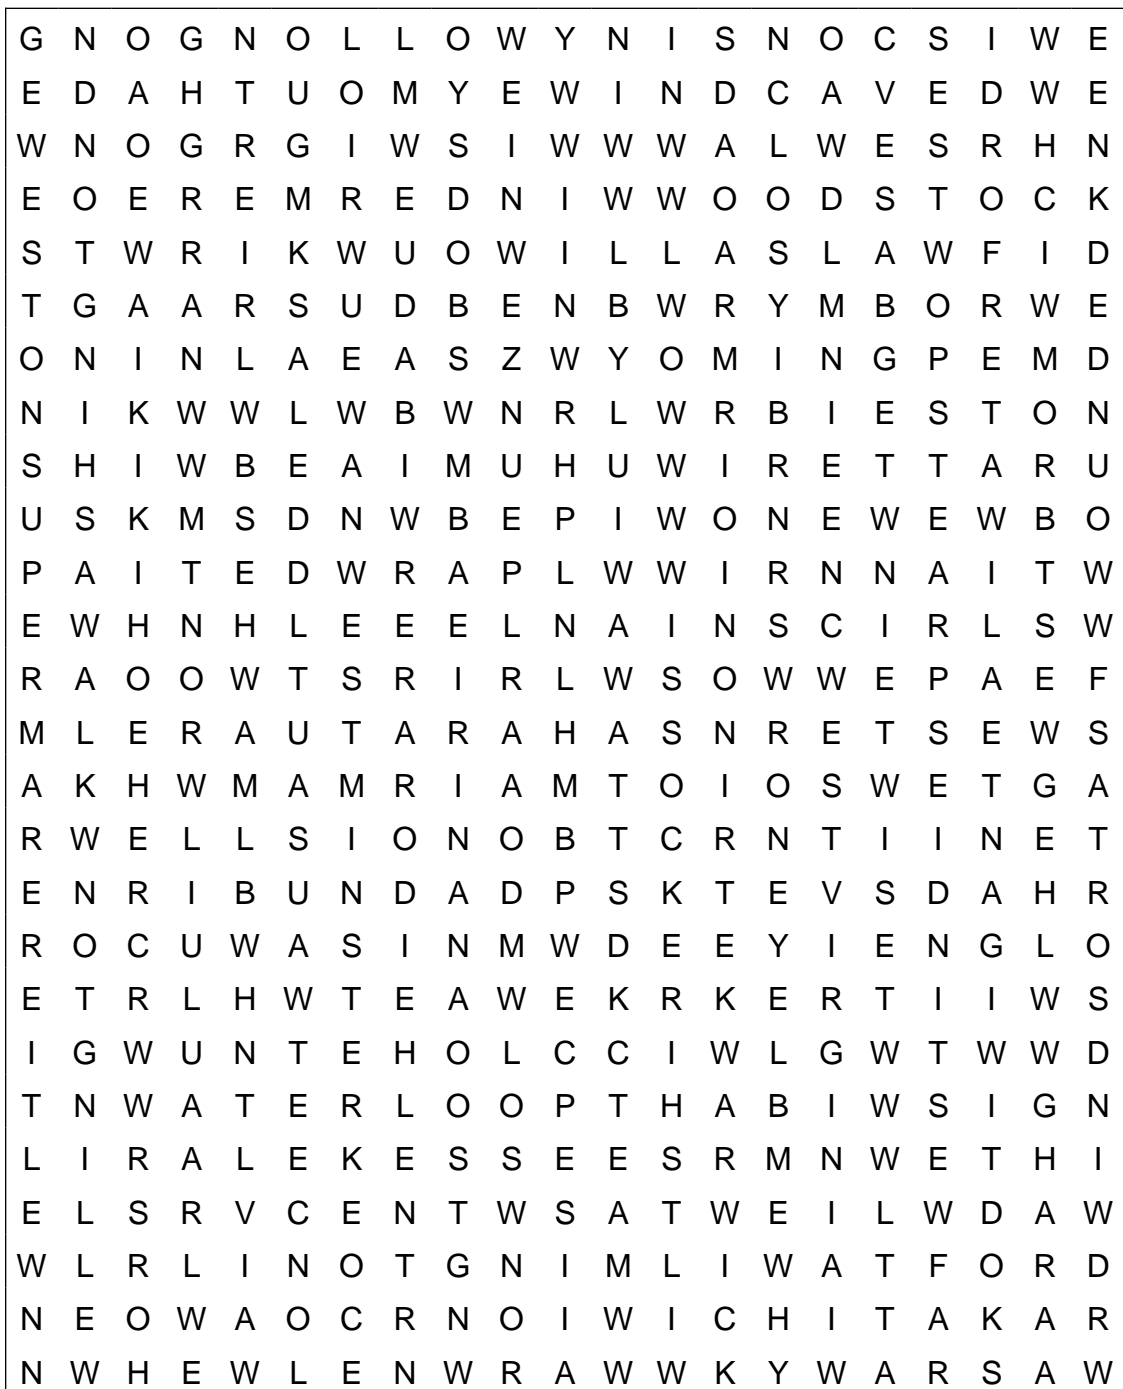 G N O G N O L L O W Y N I S N O C S I W E
E D A H T U O M Y E W I N D C A V E D W E
W N O G R G I W S I W W W A L W E S R H N
E O E R E M R E D N I W W O O D S T O C K
S T W R I K W U O W I L L A S L A W F I D
T G A A R S U D B E N B W R Y M B O R W E
O N I N L A E A S Z W Y O M I N G P E M D
N I K W W L W B W N R L W R B I E S T O N
S H I W B E A I M U H U W I R E T T A R U
U S K M S D N W B E P I W O N E W E W B O
P A I T E D W R A P L W W I R N N A I T W
E W H N H L E E E L N A I N S C I R L S W
R A O O W T S R I R L W S O W W E P A E F
M L E R A U T A R A H A S N R E T S E W S
A K H W M A M R I A M T O I O S W E T G A
R W E L L S I O N O B T C R N T I I N E T
E N R I B U N D A D P S K T E V S D A H R
R O C U W A S I N M W D E E Y I E N G L O
E T R L H W T E A W E K R K E R T I I W S
I G W U N T E H O L C C I W L G W T W W D
T N W A T E R L O O P T H A B I W S I G N
L I R A L E K E S S E E S R M N W E T H I
E L S R V C E N T W S A T W E I L W D A W
W L R L I N O T G N I M L I W A T F O R D
N E O W A O C R N O I W I C H I T A K A R
N W H E W L E N W R A W W K Y W A R S A W